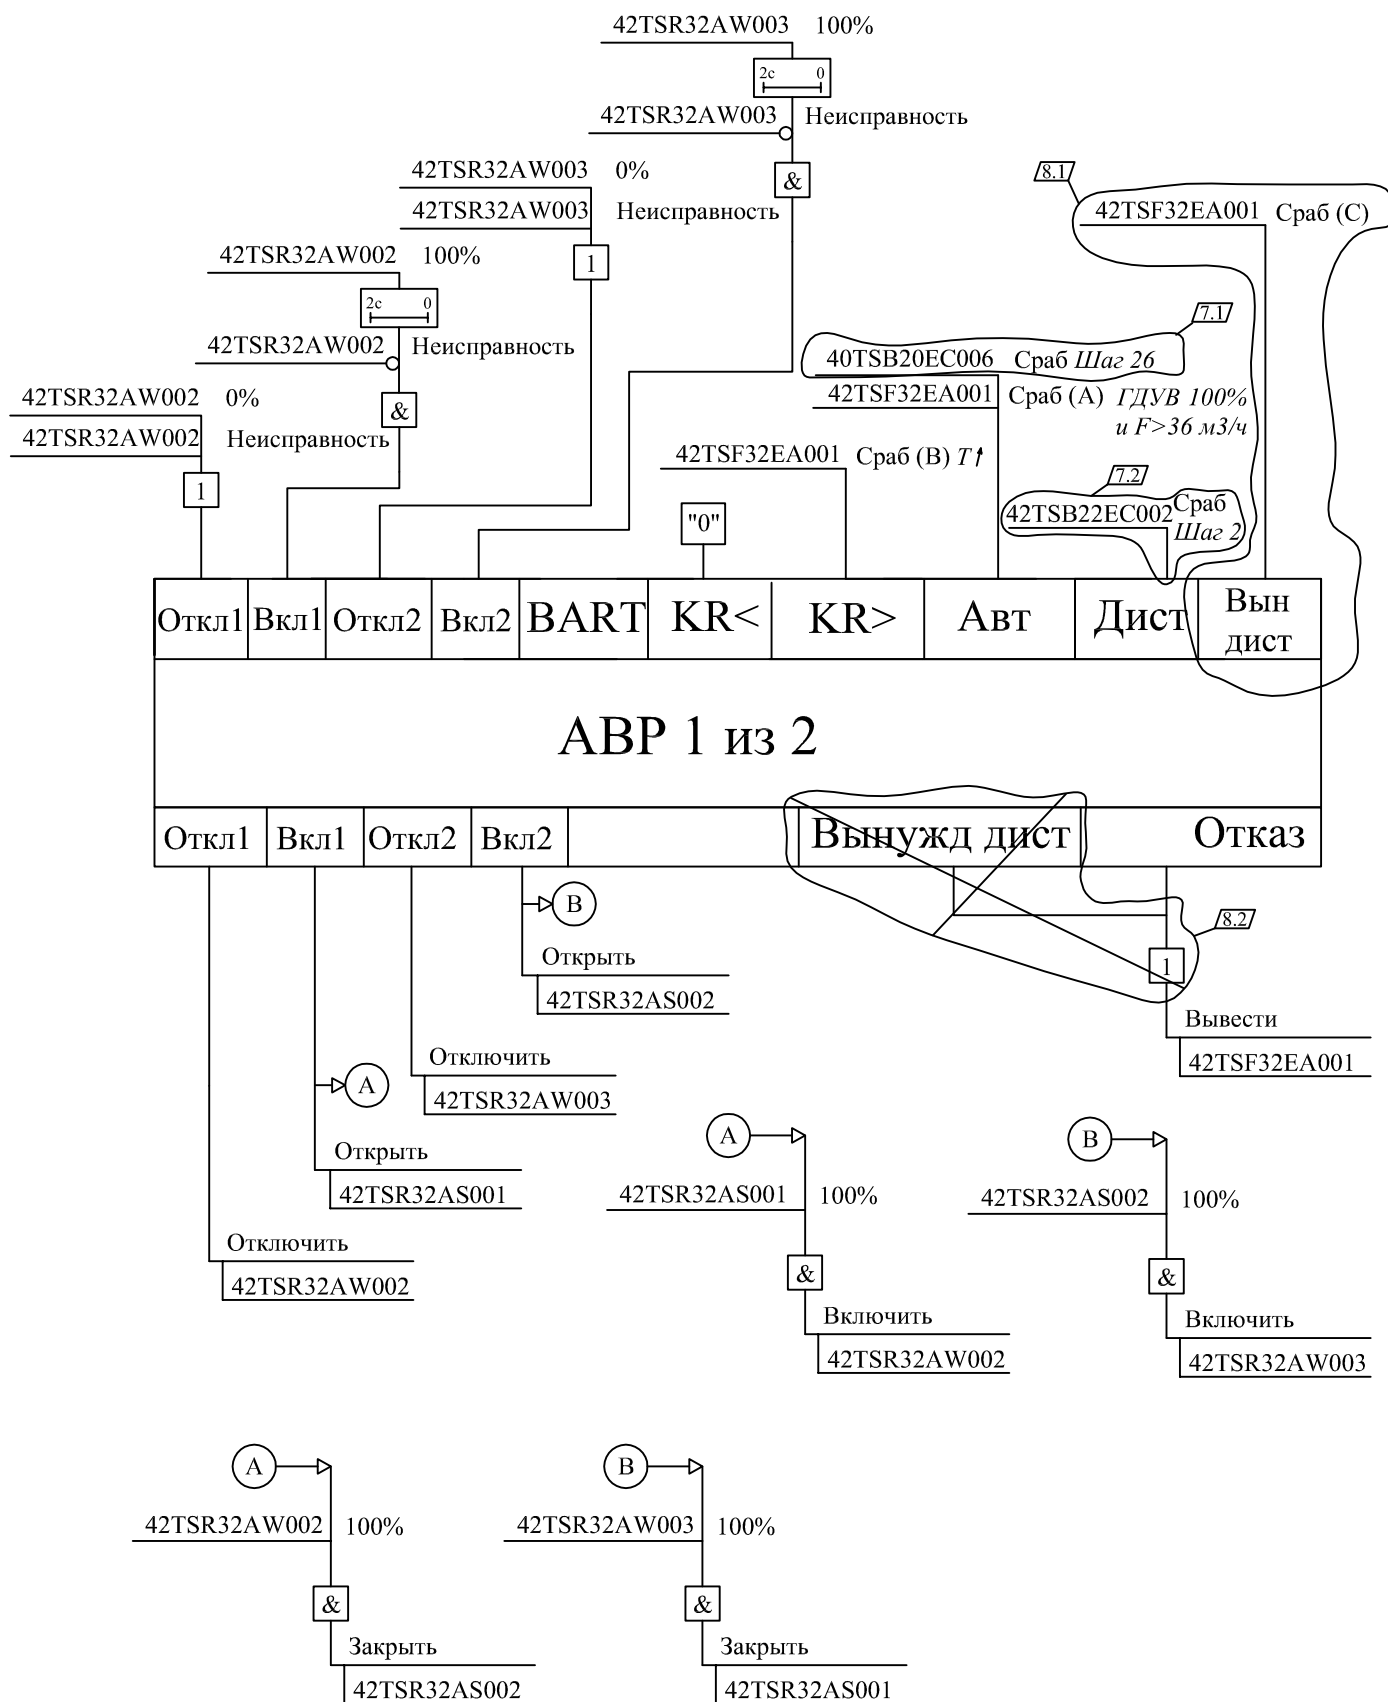 42TSR32AW003 100%
2с 0
42TSR32AW003 Неисправность
&
42TSR32AW003 0%
42TSR32AW003 Неисправность
1
8.1
42TSF32EA001 Сраб (С)
42TSR32AW002 100%
2с 0
42TSR32AW002 Неисправность
&
7.1
40TSB20EC006 Сраб Шаг 26
42TSF32EA001 Сраб (А) ГДУВ 100%
и F>36 м3/ч
42TSR32AW002 0%
42TSR32AW002 Неисправность
1
42TSF32EA001 Сраб (В) Т↑
"0"
7.2
42TSB22EC002 Сраб
Шаг 2
Откл1 Вкл1 Откл2 Вкл2 BART KR< KR> Авт Дист Вын
дист
АВР 1 из 2
Откл1 Вкл1 Откл2 Вкл2 Вынужд дист Отказ
В
8.2
Открыть
42TSR32AS002
1
Вывести
42TSF32EA001
Отключить
42TSR32AW003
А
Открыть
42TSR32AS001
Отключить
42TSR32AW002
А
42TSR32AS001 100%
&
Включить
42TSR32AW002
В
42TSR32AS002 100%
&
Включить
42TSR32AW003
А
42TSR32AW002 100%
&
Закрыть
42TSR32AS002
В
42TSR32AW003 100%
&
Закрыть
42TSR32AS001